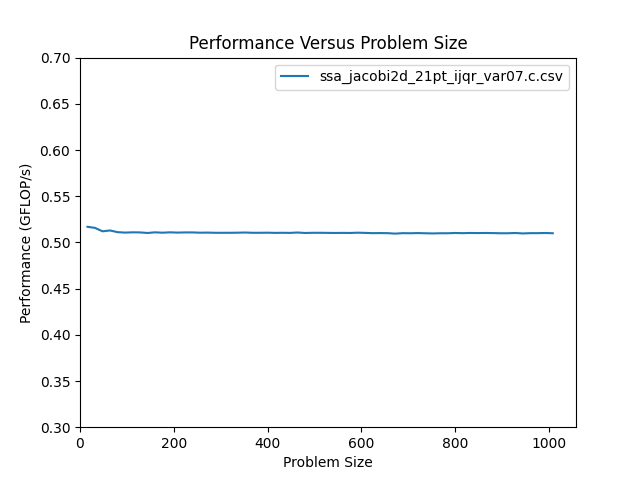 Performance Versus Problem Size
ssa_jacobi2d_21pt_ijqr_var07.c.csv
Performance (GFLOP/s)
0.70
0.65
0.60
0.55
0.50
0.45
0.40
0.35
0.30
0 200 400 600 800 1000
Problem Size